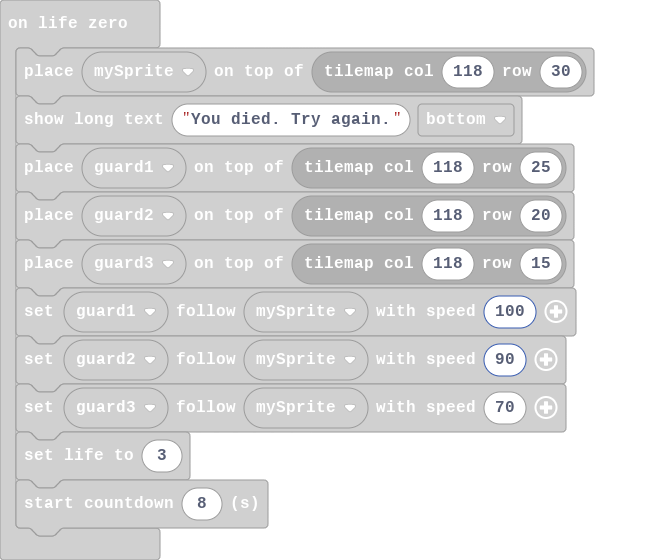 on life zero
place mySprite on top of tilemap col 118 row 30
show long text "You died. Try again." bottom
place guard1 on top of tilemap col 118 row 25
place guard2 on top of tilemap col 118 row 20
place guard3 on top of tilemap col 118 row 15
set guard1 follow mySprite with speed 100
set guard2 follow mySprite with speed 90
set guard3 follow mySprite with speed 70
set life to 3
start countdown 8 (s)